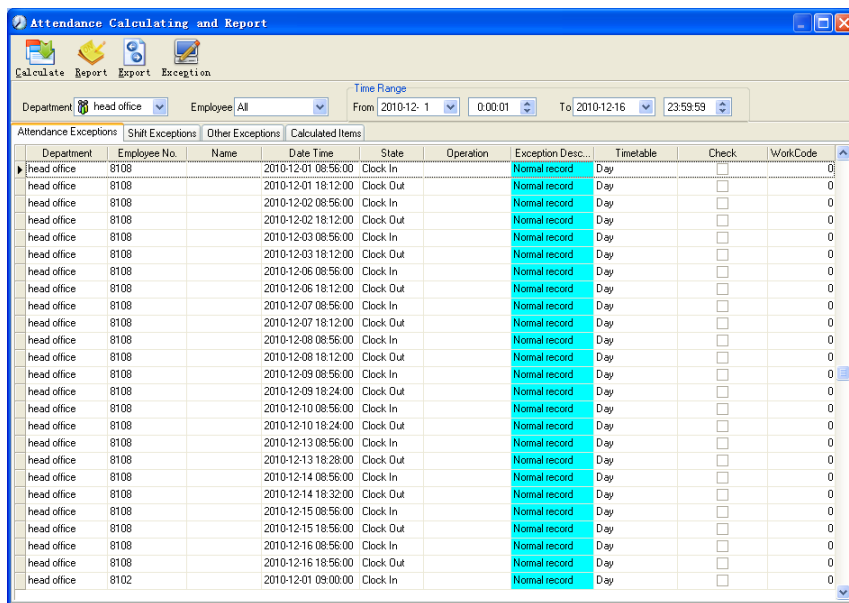 Attendance Calculating and Report
Calculate Report Export Exception
Time Range
Department head office Employee All From 2010-12- 1 0:00:01 To 2010-12-16 23:59:59
Attendance Exceptions Shift Exceptions Other Exceptions Calculated Items
Department Employee No. Name Date Time State Operation Exception Desc... Timetable Check WorkCode
head office 8108 2010-12-01 08:56:00 Clock In Normal record Day 0
head office 8108 2010-12-01 18:12:00 Clock Out Normal record Day 0
head office 8108 2010-12-02 08:56:00 Clock In Normal record Day 0
head office 8108 2010-12-02 18:12:00 Clock Out Normal record Day 0
head office 8108 2010-12-03 08:56:00 Clock In Normal record Day 0
head office 8108 2010-12-03 18:12:00 Clock Out Normal record Day 0
head office 8108 2010-12-06 08:56:00 Clock In Normal record Day 0
head office 8108 2010-12-06 18:12:00 Clock Out Normal record Day 0
head office 8108 2010-12-07 08:56:00 Clock In Normal record Day 0
head office 8108 2010-12-07 18:12:00 Clock Out Normal record Day 0
head office 8108 2010-12-08 08:56:00 Clock In Normal record Day 0
head office 8108 2010-12-08 18:12:00 Clock Out Normal record Day 0
head office 8108 2010-12-09 08:56:00 Clock In Normal record Day 0
head office 8108 2010-12-09 18:24:00 Clock Out Normal record Day 0
head office 8108 2010-12-10 08:56:00 Clock In Normal record Day 0
head office 8108 2010-12-10 18:24:00 Clock Out Normal record Day 0
head office 8108 2010-12-13 08:56:00 Clock In Normal record Day 0
head office 8108 2010-12-13 18:28:00 Clock Out Normal record Day 0
head office 8108 2010-12-14 08:56:00 Clock In Normal record Day 0
head office 8108 2010-12-14 18:32:00 Clock Out Normal record Day 0
head office 8108 2010-12-15 08:56:00 Clock In Normal record Day 0
head office 8108 2010-12-15 18:56:00 Clock Out Normal record Day 0
head office 8108 2010-12-16 08:56:00 Clock In Normal record Day 0
head office 8108 2010-12-16 18:56:00 Clock Out Normal record Day 0
head office 8102 2010-12-01 09:00:00 Clock In Normal record Day 0